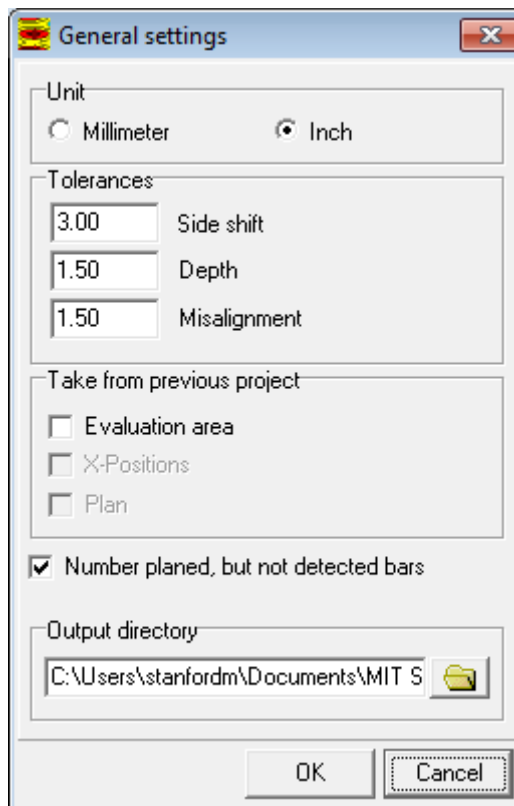 General settings
Unit
Millimeter Inch
Tolerances
3.00 Side shift
1.50 Depth
1.50 Misalignment
Take from previous project
Evaluation area
X-Positions
Plan
Number planed, but not detected bars
Output directory
C:\Users\stanfordm\Documents\MIT S
OK Cancel